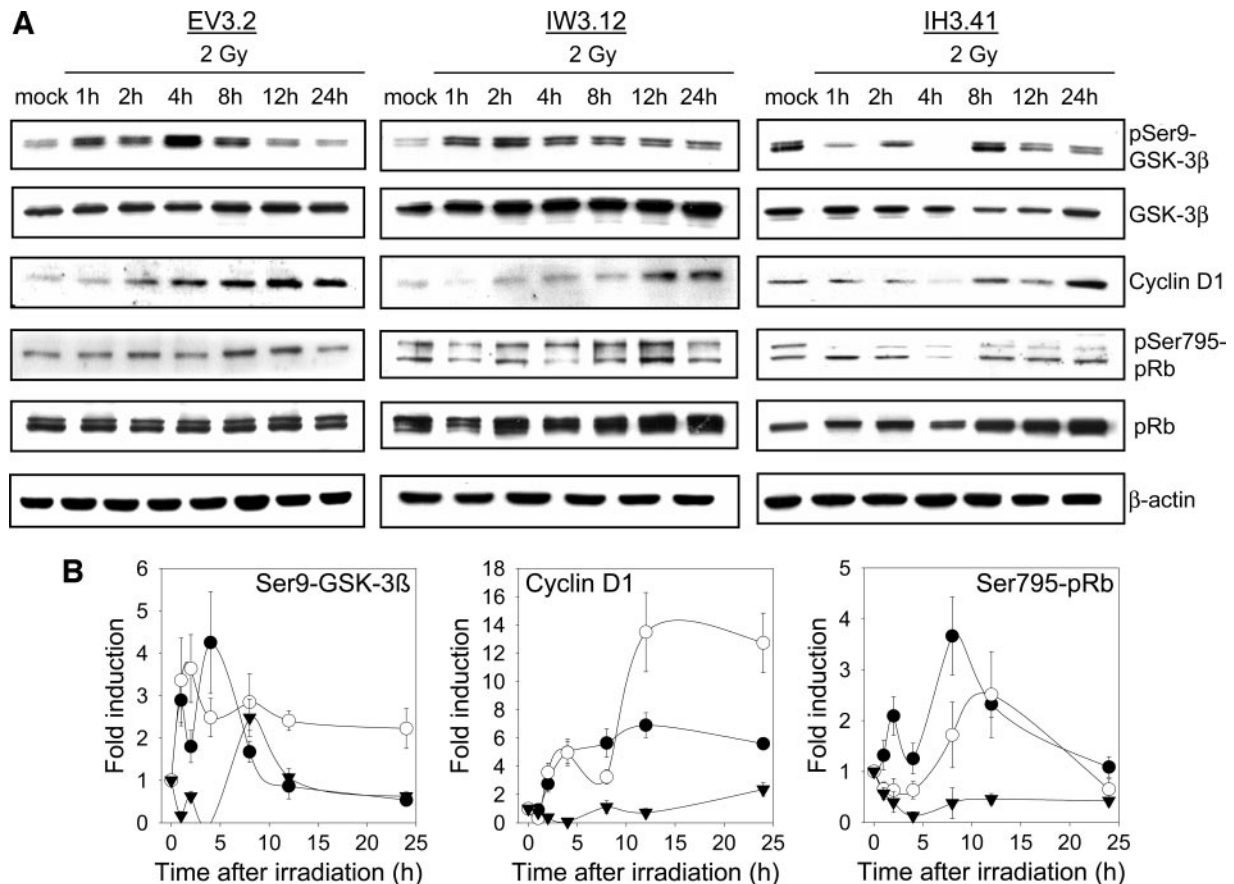 A
EV3.2
IW3.12
IH3.41
2 Gy
2 Gy
2 Gy
mock 1h 2h 4h 8h 12h 24h
mock 1h 2h 4h 8h 12h 24h
mock 1h 2h 4h 8h 12h 24h
pSer9-
GSK-3β
GSK-3β
Cyclin D1
pSer795-
pRb
pRb
β-actin
B
Ser9-GSK-3ß
Fold induction
6
5
4
3
2
1
0
0 5 10 15 20 25
Time after irradiation (h)
Cyclin D1
Fold induction
18
16
14
12
10
8
6
4
2
0
0 5 10 15 20 25
Time after irradiation (h)
Ser795-pRb
Fold induction
5
4
3
2
1
0
0 5 10 15 20 25
Time after irradiation (h)